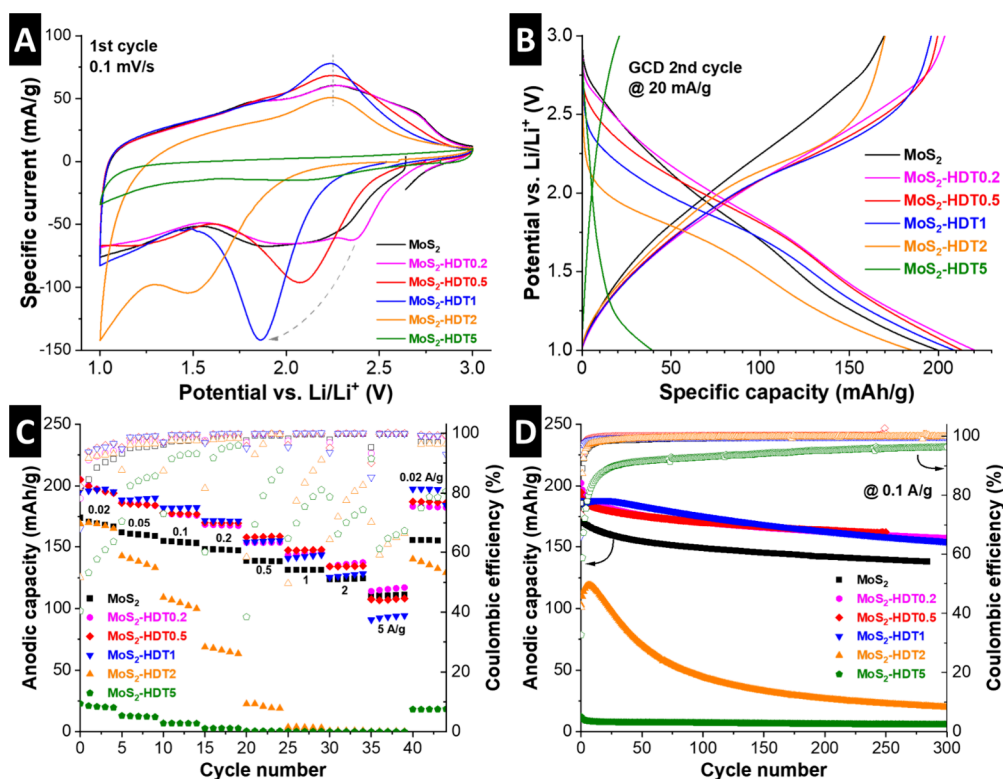 A
1st cycle
0.1 mV/s
100
50
0
-50
-100
-150
Specific current (mA/g)
MoS₂
MoS₂-HDT0.2
MoS₂-HDT0.5
MoS₂-HDT1
MoS₂-HDT2
MoS₂-HDT5
1.0 1.5 2.0 2.5 3.0
Potential vs. Li/Li⁺ (V)
B
GCD 2nd cycle
@ 20 mA/g
3.0
2.5
2.0
1.5
1.0
Potential vs. Li/Li⁺ (V)
MoS₂
MoS₂-HDT0.2
MoS₂-HDT0.5
MoS₂-HDT1
MoS₂-HDT2
MoS₂-HDT5
0 50 100 150 200 250
Specific capacity (mAh/g)
C
250
200
150
100
50
0
Anodic capacity (mAh/g)
0.02
0.05
0.1
0.2
0.5
1
2
5 A/g
0.02 A/g
MoS₂
MoS₂-HDT0.2
MoS₂-HDT0.5
MoS₂-HDT1
MoS₂-HDT2
MoS₂-HDT5
100
80
60
40
20
0
Coulombic efficiency (%)
0 5 10 15 20 25 30 35 40
Cycle number
D
250
200
150
100
50
0
Anodic capacity (mAh/g)
@ 0.1 A/g
MoS₂
MoS₂-HDT0.2
MoS₂-HDT0.5
MoS₂-HDT1
MoS₂-HDT2
MoS₂-HDT5
100
80
60
40
20
0
Coulombic efficiency (%)
0 50 100 150 200 250 300
Cycle number